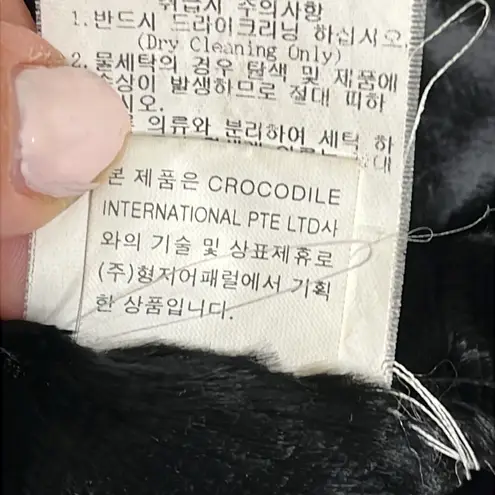 취급시 주의사항
1. 반드시 드라이크리닝 하십시오.
(Dry Cleaning Only)
2. 물세탁의 경우 탈색 및 제품에
손상이 발생하므로 절대 피하
시오.
의류와 분리하여 세탁 하
본 제품은 CROCODILE
INTERNATIONAL PTE LTD사
와의 기술 및 상표제휴로
(주)형지어패럴에서 기획
한 상품입니다.